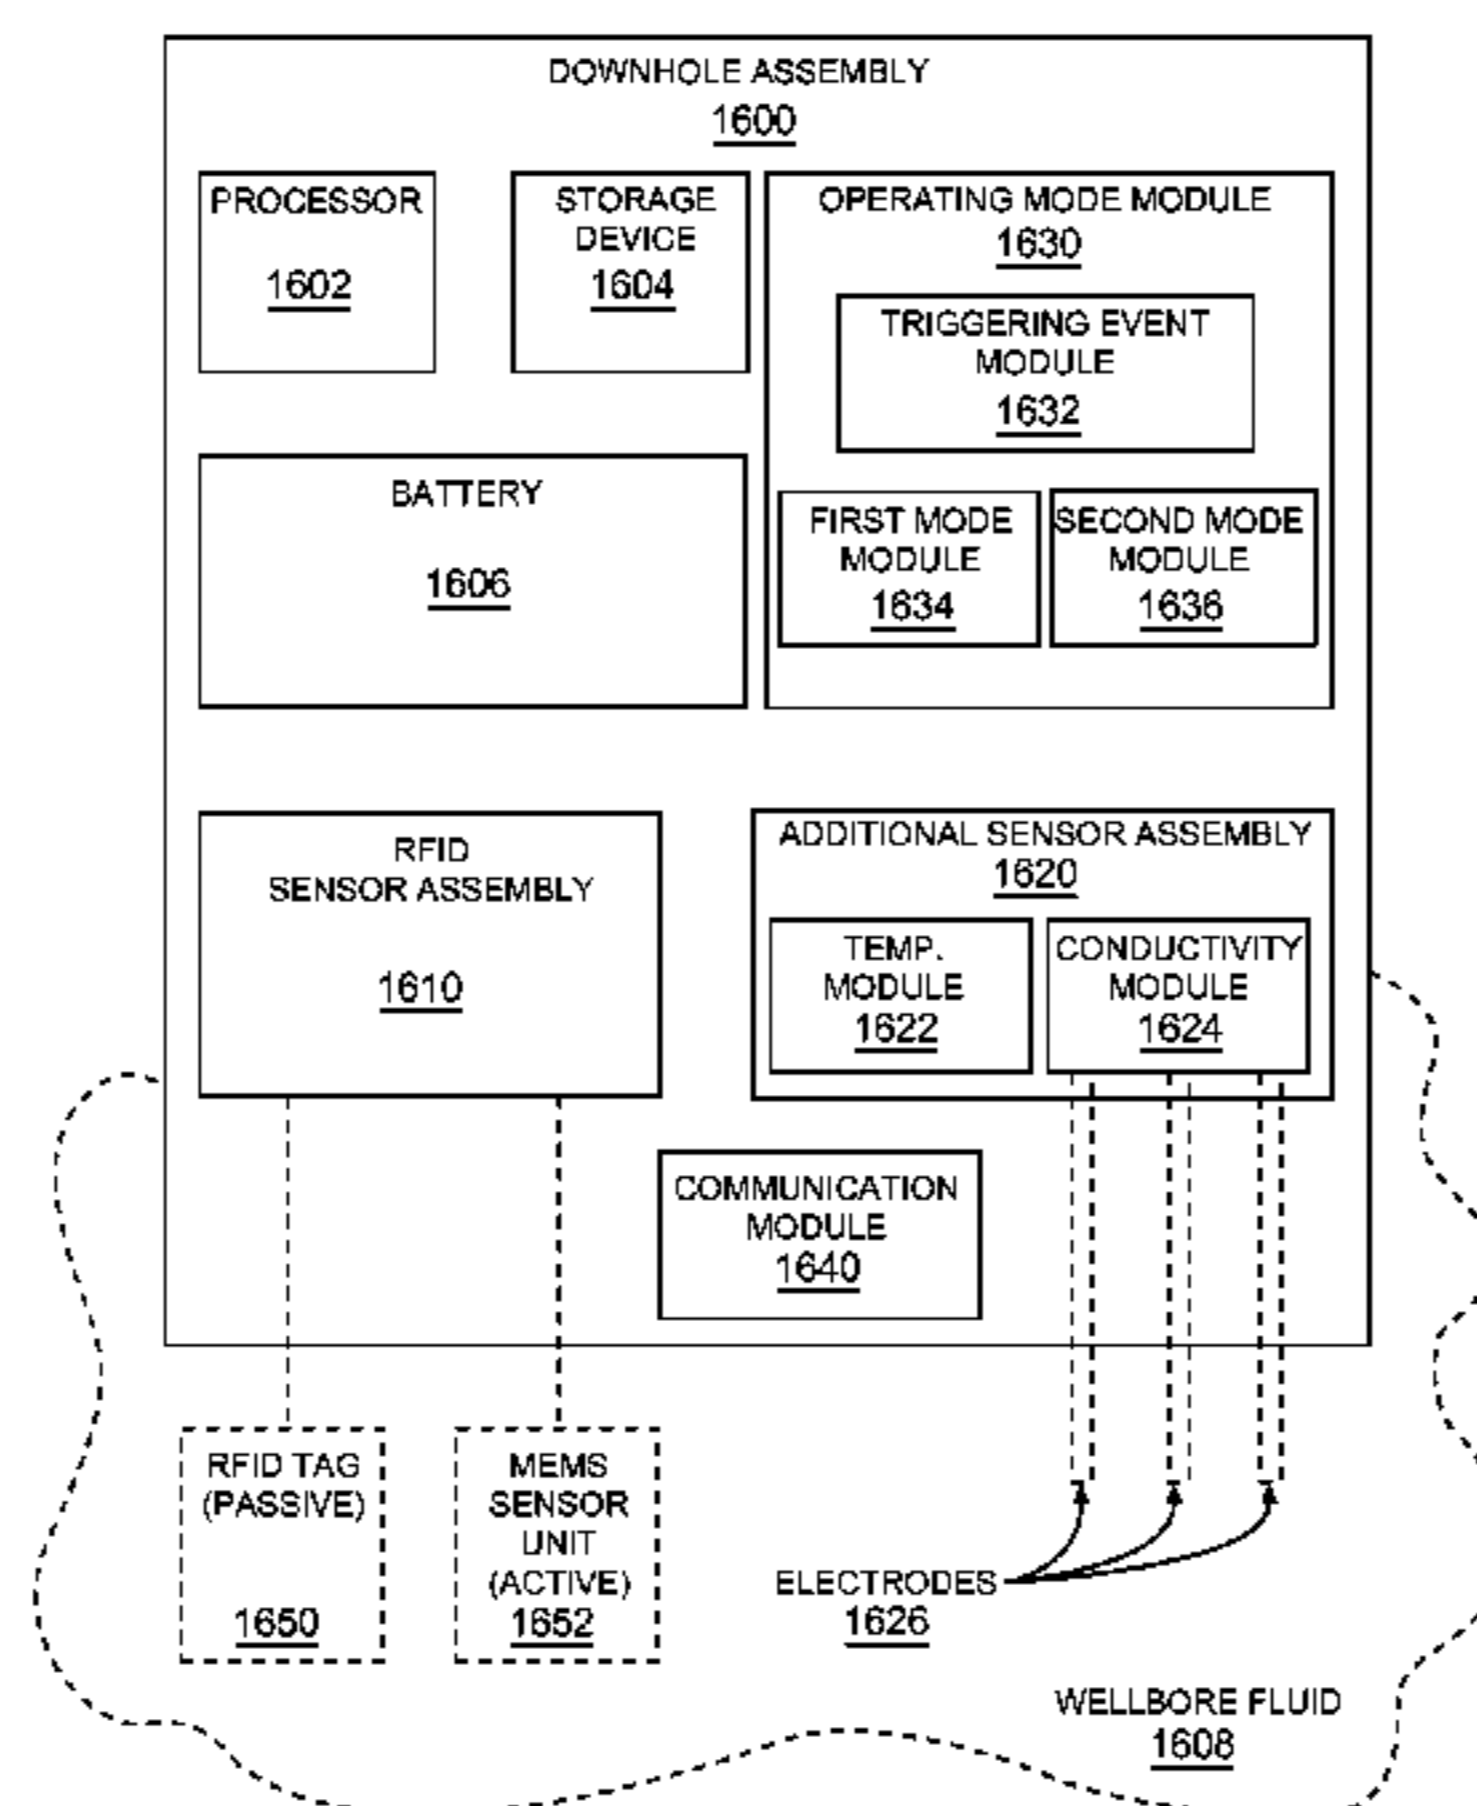 DOWNHOLE ASSEMBLY
1600
PROCESSOR
1602
STORAGE
DEVICE
1604
OPERATING MODE MODULE
1630
TRIGGERING EVENT
MODULE
1632
FIRST MODE
MODULE
1634
SECOND MODE
MODULE
1636
BATTERY
1606
RFID
SENSOR ASSEMBLY
1610
ADDITIONAL SENSOR ASSEMBLY
1620
TEMP.
MODULE
1622
CONDUCTIVITY
MODULE
1624
COMMUNICATION
MODULE
1640
RFID TAG
(PASSIVE)
1650
MEMS
SENSOR
UNIT
(ACTIVE)
1652
ELECTRODES
1626
WELLBORE FLUID
1608